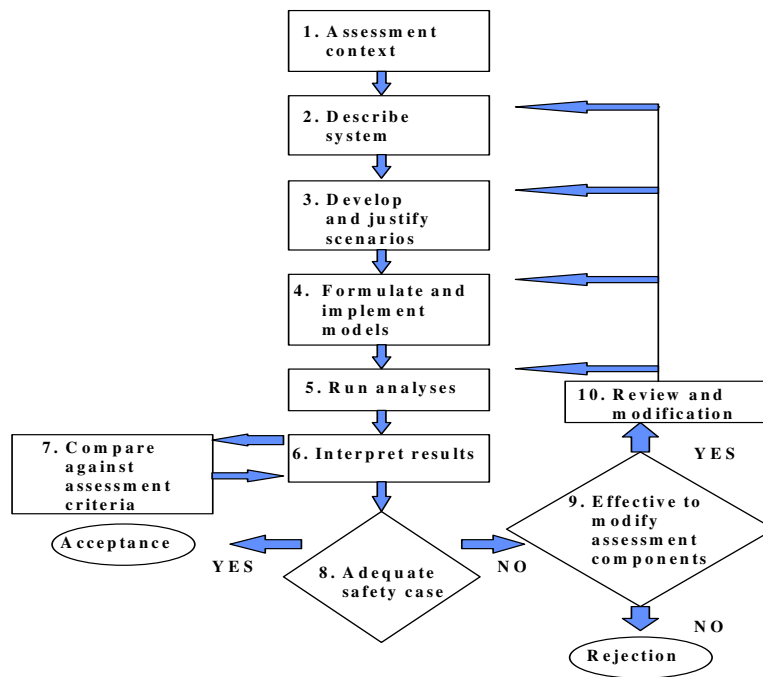 1. Assessment
context
2. Describe
system
3. Develop
and justify
scenarios
4. Formulate and
implement
models
5. Run analyses
10. Review and
modification
7. Compare
against
assessment
criteria
6. Interpret results
YES
9. Effective to
modify
assessment
components
Acceptance
YES
8. Adequate
safety case
NO
NO
Rejection